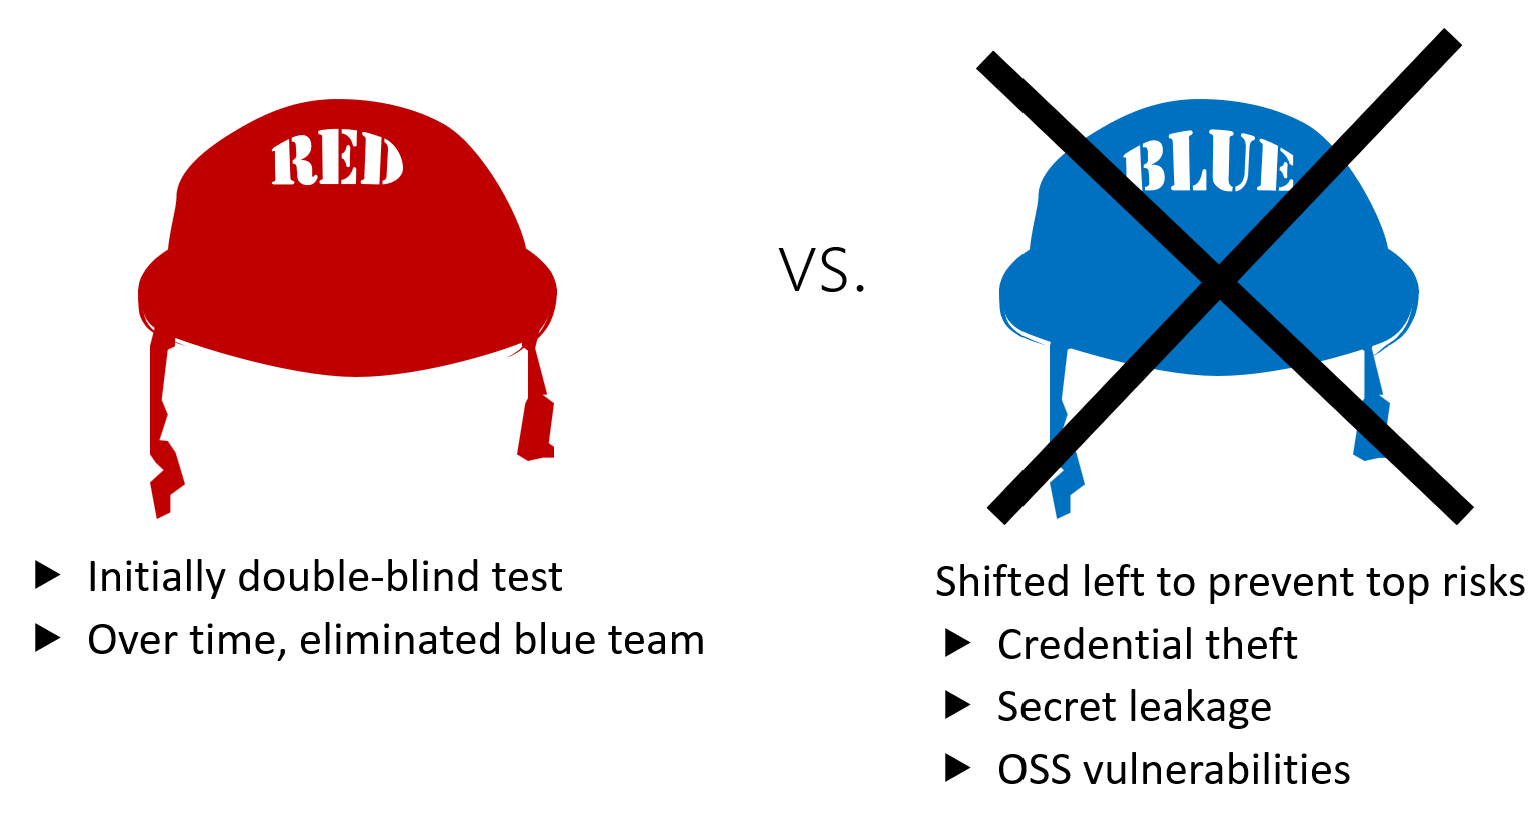 RED
vs.
BLUE
Initially double-blind test
Over time, eliminated blue team
Shifted left to prevent top risks
Credential theft
Secret leakage
OSS vulnerabilities